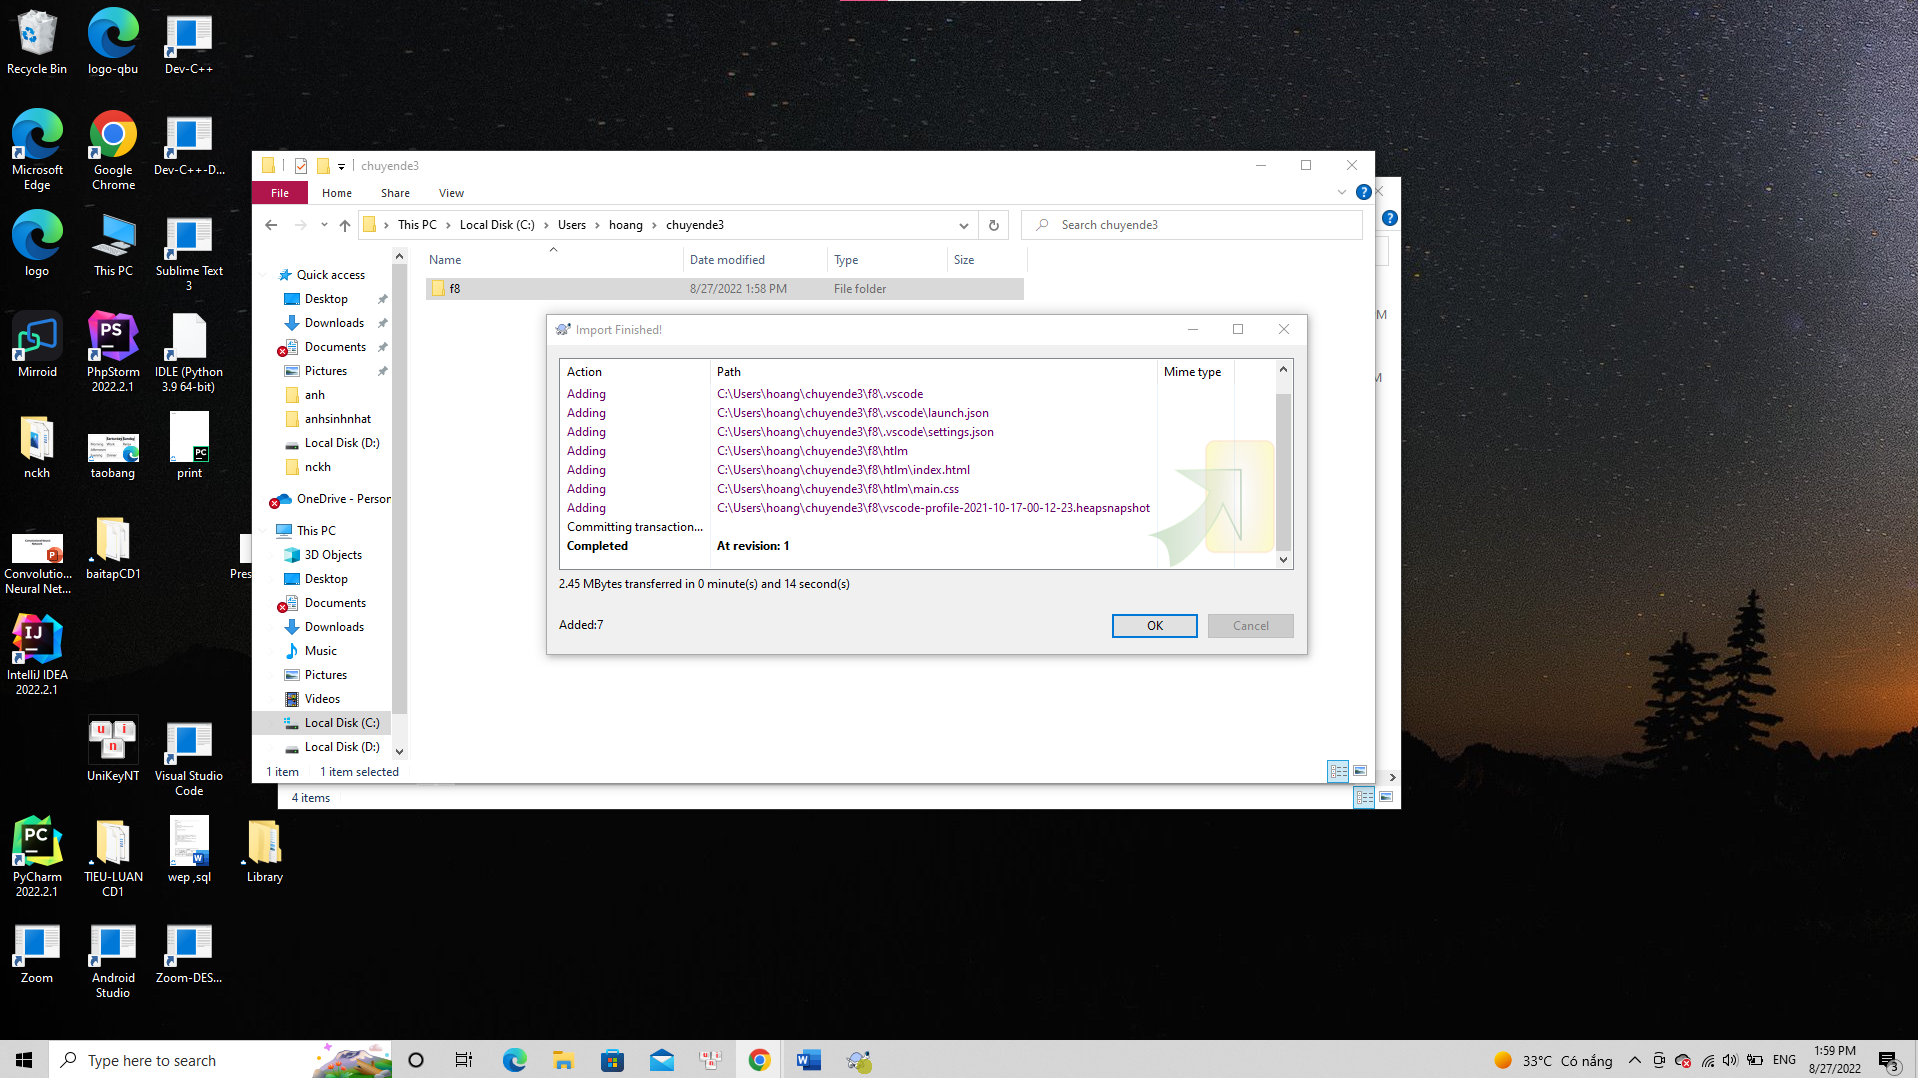 Recycle Bin
logo-qbu
Dev-C++
Microsoft Edge
Google Chrome
Dev-C++-D...
logo
This PC
Sublime Text 3
Mirroid
PhpStorm 2022.2.1
IDLE (Python 3.9 64-bit)
nckh
taobang
print
Convolutio... Neural Net...
baitapCD1
Pres
IntelliJ IDEA 2022.2.1
UniKeyNT
Visual Studio Code
PyCharm 2022.2.1
TIEU-LUAN CD1
wep ,sql
Library
Zoom
Android Studio
Zoom-DES...
chuyende3
File
Home
Share
View
This PC
Local Disk (C:)
Users
hoang
chuyende3
Search chuyende3
Name
Date modified
Type
Size
f8
8/27/2022 1:58 PM
File folder
Quick access
Desktop
Downloads
Documents
Pictures
anh
anhsinhnhat
Local Disk (D:)
nckh
OneDrive - Person
This PC
3D Objects
Desktop
Documents
Downloads
Music
Pictures
Videos
Local Disk (C:)
Local Disk (D:)
1 item
1 item selected
4 items
Import Finished!
Action Path Mime type
Adding C:\Users\hoang\chuyende3\f8\.vscode
Adding C:\Users\hoang\chuyende3\f8\.vscode\launch.json
Adding C:\Users\hoang\chuyende3\f8\.vscode\settings.json
Adding C:\Users\hoang\chuyende3\f8\htlm
Adding C:\Users\hoang\chuyende3\f8\htlm\index.html
Adding C:\Users\hoang\chuyende3\f8\htlm\main.css
Adding C:\Users\hoang\chuyende3\f8\vscode-profile-2021-10-17-00-12-23.heapsnapshot
Committing transaction...
Completed At revision: 1
2.45 MBytes transferred in 0 minute(s) and 14 second(s)
Added:7
OK
Cancel
M
M
Type here to search
33°C Có nắng
ENG
1:59 PM
8/27/2022
3